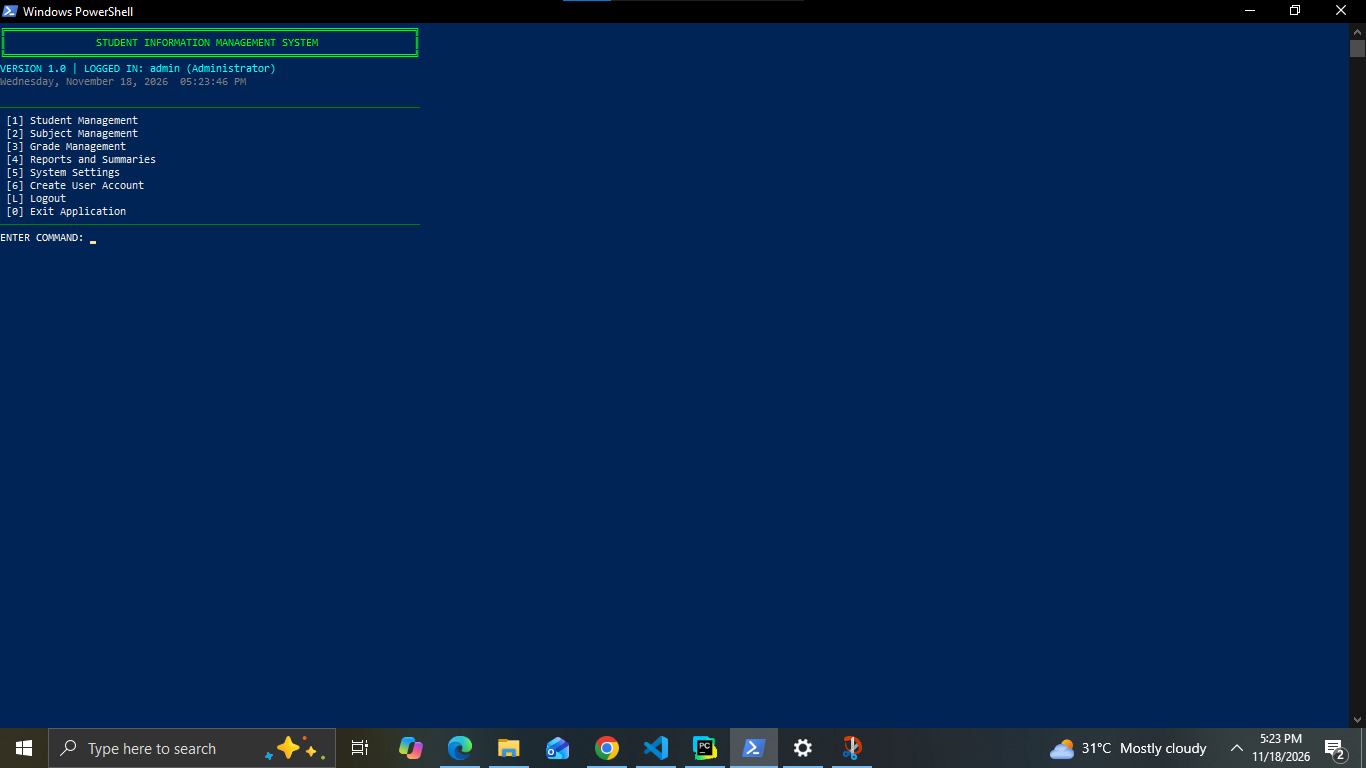 Windows PowerShell
STUDENT INFORMATION MANAGEMENT SYSTEM
VERSION 1.0 | LOGGED IN: admin (Administrator)
Wednesday, November 18, 2026  05:23:46 PM
[1] Student Management
[2] Subject Management
[3] Grade Management
[4] Reports and Summaries
[5] System Settings
[6] Create User Account
[L] Logout
[0] Exit Application
ENTER COMMAND:
Type here to search
PC
31°C Mostly cloudy
5:23 PM
11/18/2026
2